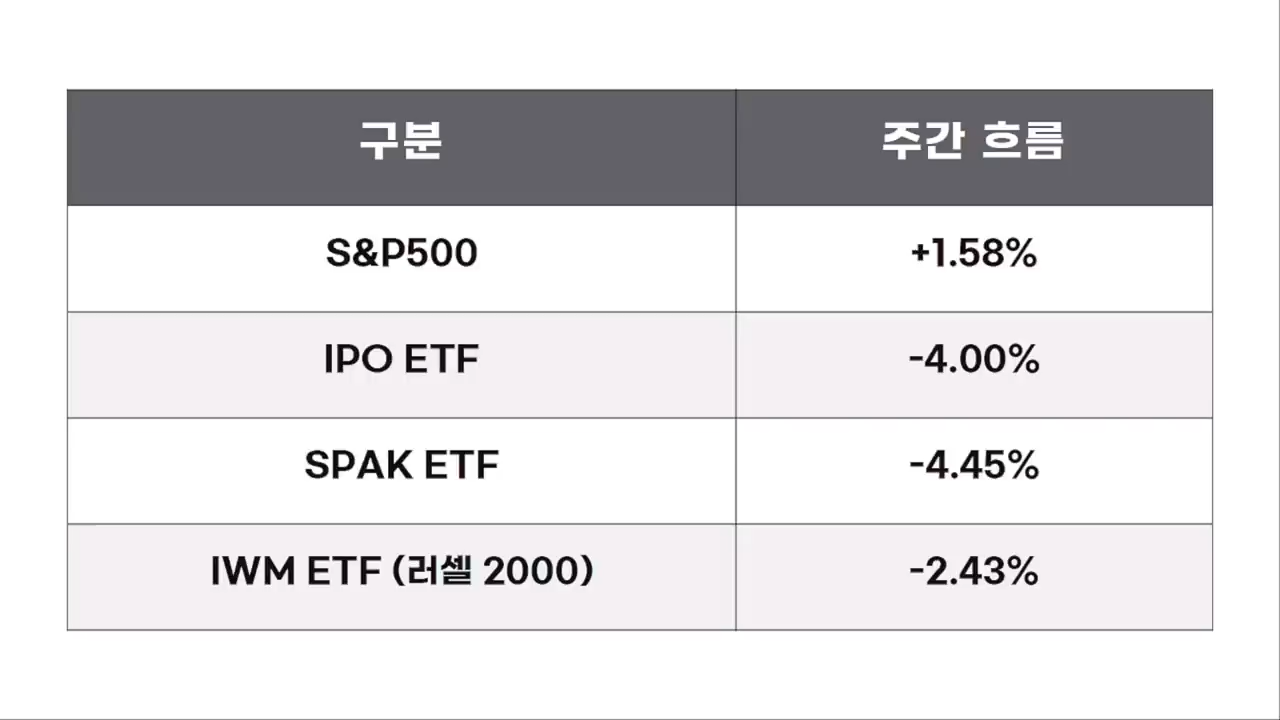 구분 주간 흐름
S&P500 +1.58%
IPO ETF -4.00%
SPAK ETF -4.45%
IWM ETF (러셀 2000) -2.43%